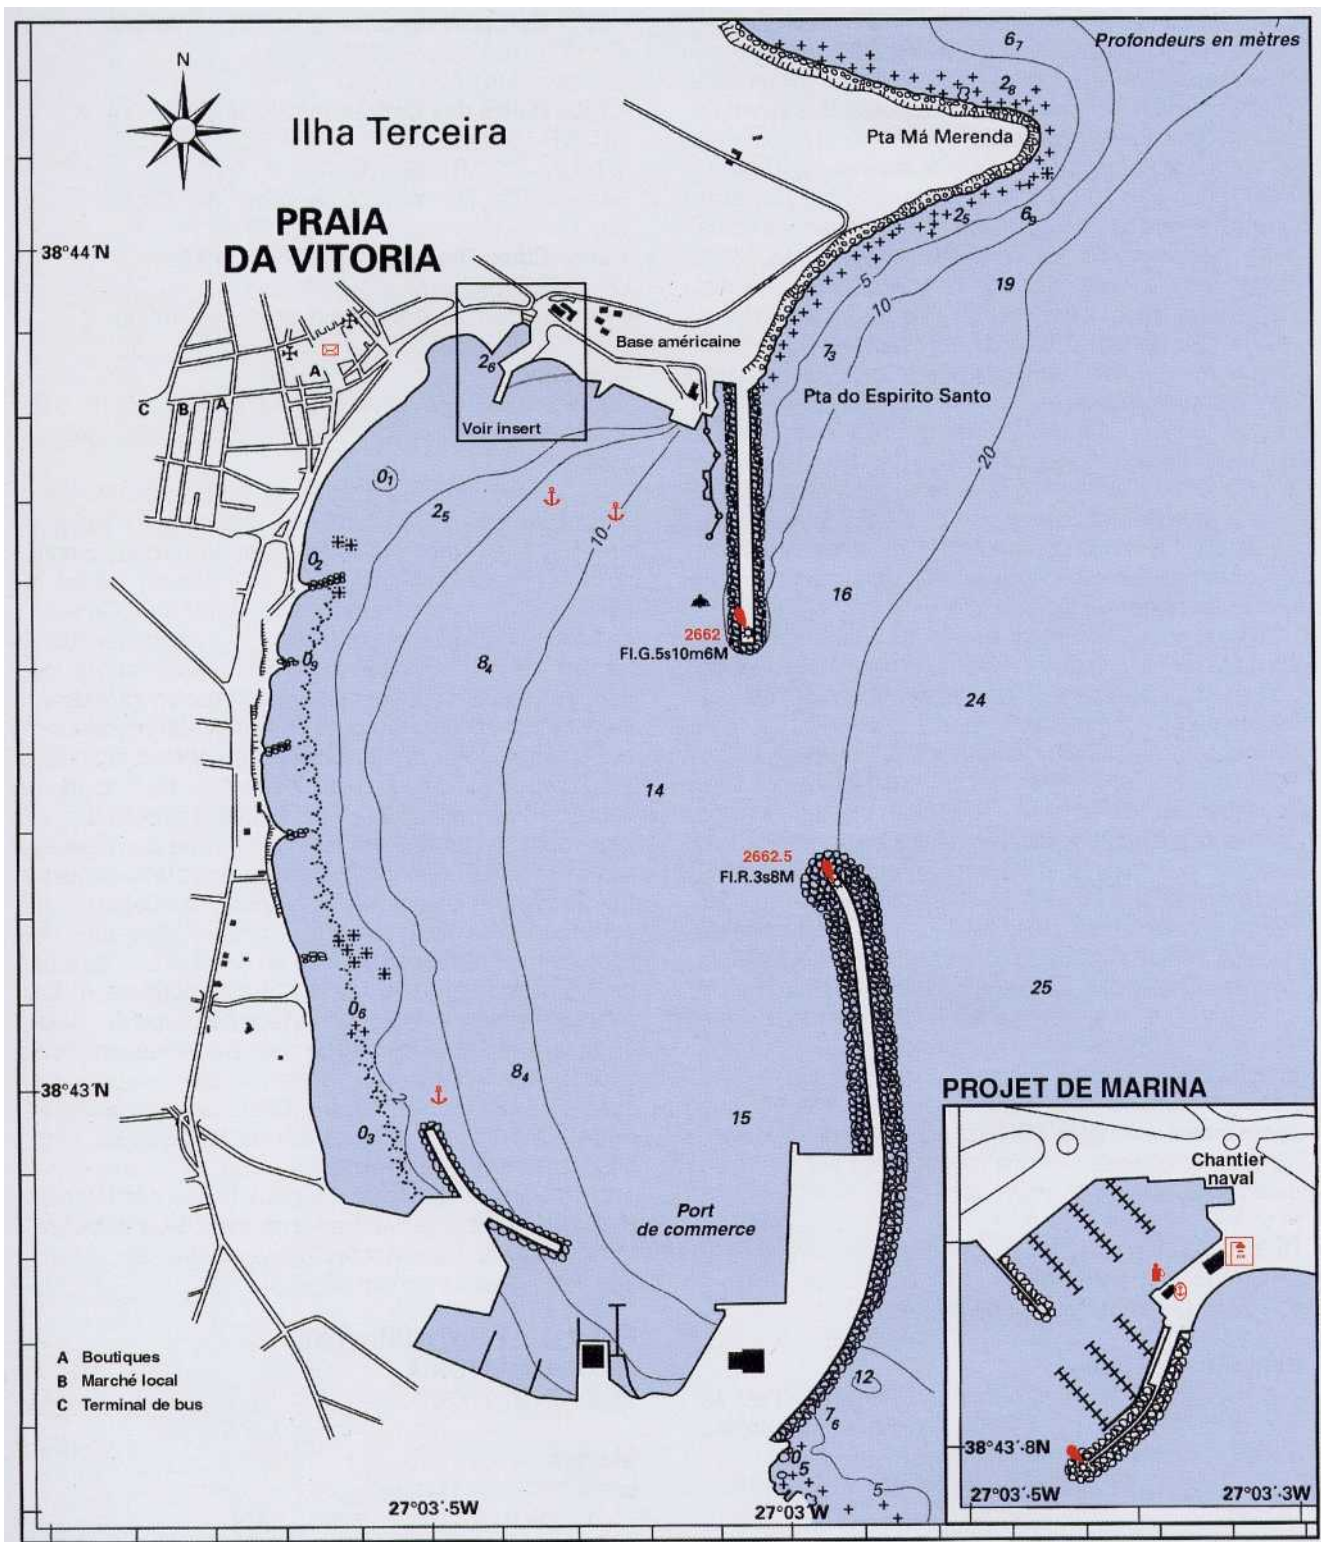 6₇
Profondeurs en mètres
N
2₈
Ilha Terceira
Pta Má Merenda
PRAIA
DA VITORIA
2₅
6₉
38°44´N
19
5
10
Base américaine
7₃
2₆
A
Pta do Espirito Santo
C
B
A
Voir insert
20
0₁
2₅
10
0₂
16
2662
Fl.G.5s10m6M
0₉
8₄
24
14
2662.5
Fl.R.3s8M
25
0₆
8₄
38°43´N
2
PROJET DE MARINA
15
0₃
Chantier
naval
Port
de commerce
A Boutiques
B Marché local
C Terminal de bus
12
7₆
5
5
38°43´·8N
27°03´·5W
27°03´W
27°03´·5W
27°03´·3W